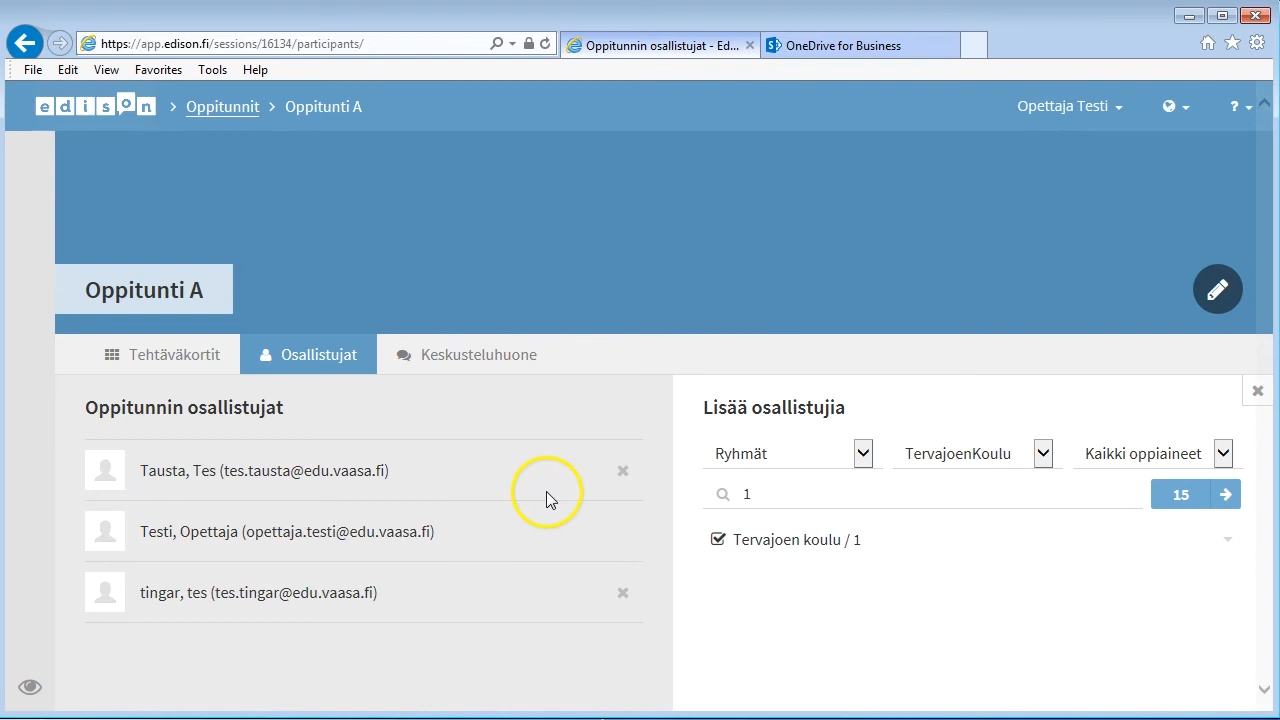 https://app.edison.fi/sessions/16134/participants/
Oppitunnin osallistujat - Ed...
OneDrive for Business
File Edit View Favorites Tools Help
edison > Oppitunnit > Oppitunti A
Opettaja Testi
?
Oppitunti A
Tehtäväkortit
Osallistujat
Keskusteluhuone
Oppitunnin osallistujat
Tausta, Tes (tes.tausta@edu.vaasa.fi)
Testi, Opettaja (opettaja.testi@edu.vaasa.fi)
tingar, tes (tes.tingar@edu.vaasa.fi)
Lisää osallistujia
Ryhmät
TervajoenKoulu
Kaikki oppiaineet
1
15
Tervajoen koulu / 1